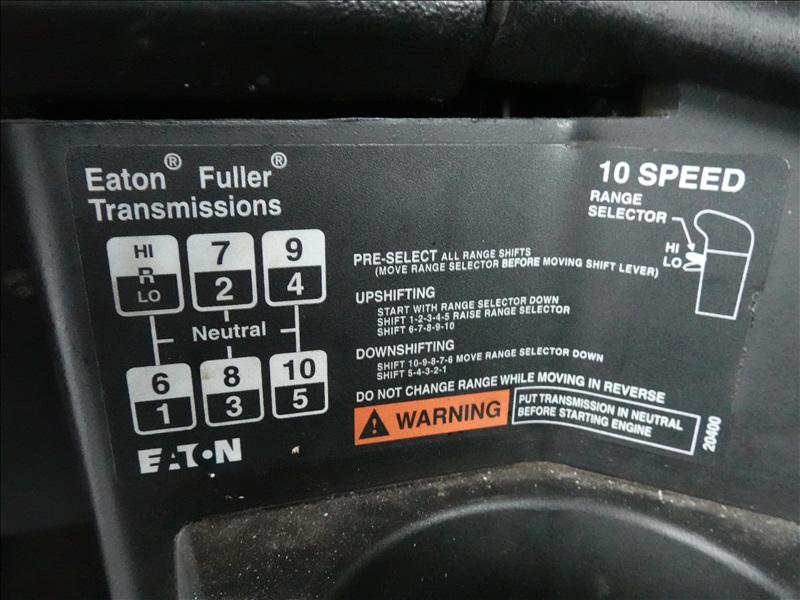 Eaton® Fuller®
Transmissions
10 SPEED
RANGE
SELECTOR
HI
LO
HI
R
LO
7
2
9
4
Neutral
6
1
8
3
10
5
EATON
PRE-SELECT ALL RANGE SHIFTS
(MOVE RANGE SELECTOR BEFORE MOVING SHIFT LEVER)
UPSHIFTING
START WITH RANGE SELECTOR DOWN
SHIFT 1-2-3-4-5 RAISE RANGE SELECTOR
SHIFT 6-7-8-9-10
DOWNSHIFTING
SHIFT 10-9-8-7-6 MOVE RANGE SELECTOR DOWN
SHIFT 5-4-3-2-1
DO NOT CHANGE RANGE WHILE MOVING IN REVERSE
WARNING
PUT TRANSMISSION IN NEUTRAL
BEFORE STARTING ENGINE
20400